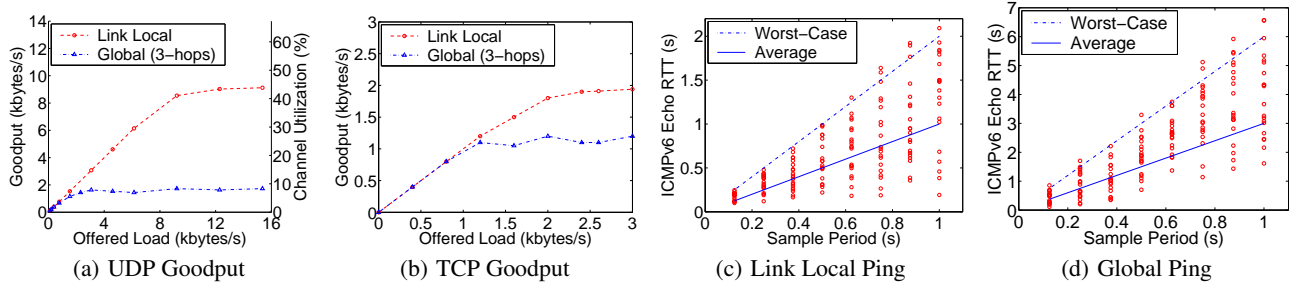 Goodput (kbytes/s)
14
12
10
8
6
4
2
0
0
4
8
12
16
Offered Load (kbytes/s)
Channel Utilization (%)
60
50
40
30
20
10
0
Link Local
Global (3-hops)
(a) UDP Goodput
Goodput (kbytes/s)
3
2.5
2
1.5
1
0.5
0
0
0.4
0.8
1.2
1.6
2
2.5
3
Offered Load (kbytes/s)
Link Local
Global (3-hops)
(b) TCP Goodput
ICMPv6 Echo RTT (s)
2
1.5
1
0.5
0
0
0.2
0.4
0.6
0.8
1
Sample Period (s)
Worst-Case
Average
(c) Link Local Ping
ICMPv6 Echo RTT (s)
7
6
5
4
3
2
1
0
0
0.2
0.4
0.6
0.8
1
Sample Period (s)
Worst-Case
Average
(d) Global Ping